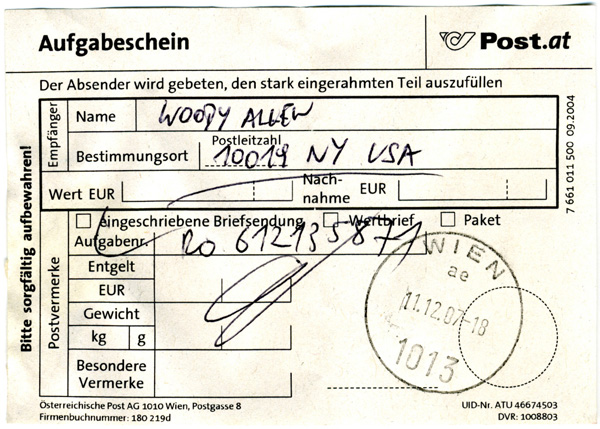 Aufgabeschein
Post.at
Der Absender wird gebeten, den stark eingerahmten Teil auszufüllen
Empfänger
Name WOODY ALLEN
Postleitzahl
Bestimmungsort 10019 NY USA
Wert EUR Nach-
nahme EUR
eingeschriebene Briefsendung Wertbrief Paket
Aufgabenr. RO 61213587 1
Postvermerke
Entgelt
EUR
Gewicht
kg g
Besondere
Vermerke
WIEN
ae
11.12.07-18
1013
Bitte sorgfältig aufbewahren!
7 661 011 500 09.2004
Österreichische Post AG 1010 Wien, Postgasse 8
Firmenbuchnummer: 180 219d
UID-Nr. ATU 46674503
DVR: 1008803